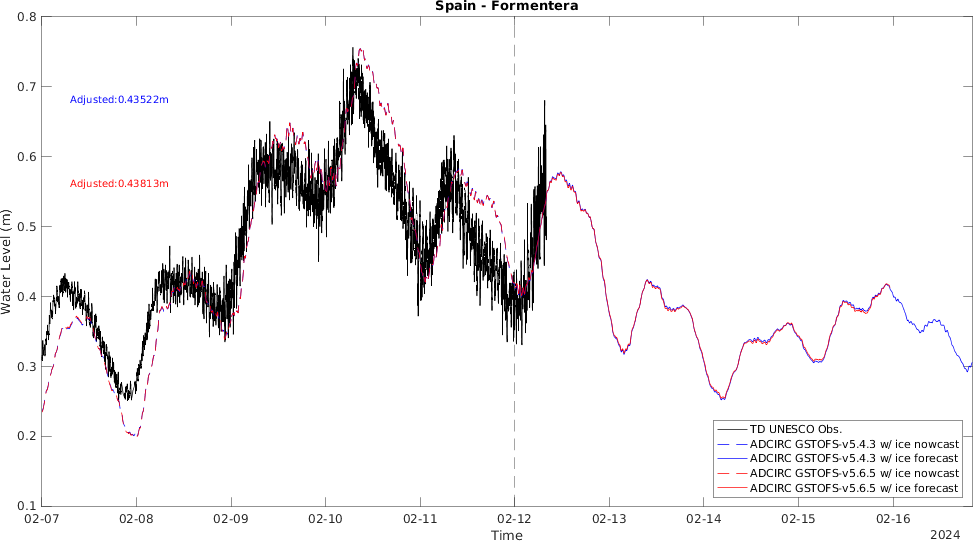 Spain - Formentera
0.8
0.7
0.6
0.5
0.4
0.3
0.2
0.1
Water Level (m)
Adjusted:0.43522m
Adjusted:0.43813m
TD UNESCO Obs.
ADCIRC GSTOFS-v5.4.3 w/ ice nowcast
ADCIRC GSTOFS-v5.4.3 w/ ice forecast
ADCIRC GSTOFS-v5.6.5 w/ ice nowcast
ADCIRC GSTOFS-v5.6.5 w/ ice forecast
02-07 02-08 02-09 02-10 02-11 02-12 02-13 02-14 02-15 02-16
Time
2024